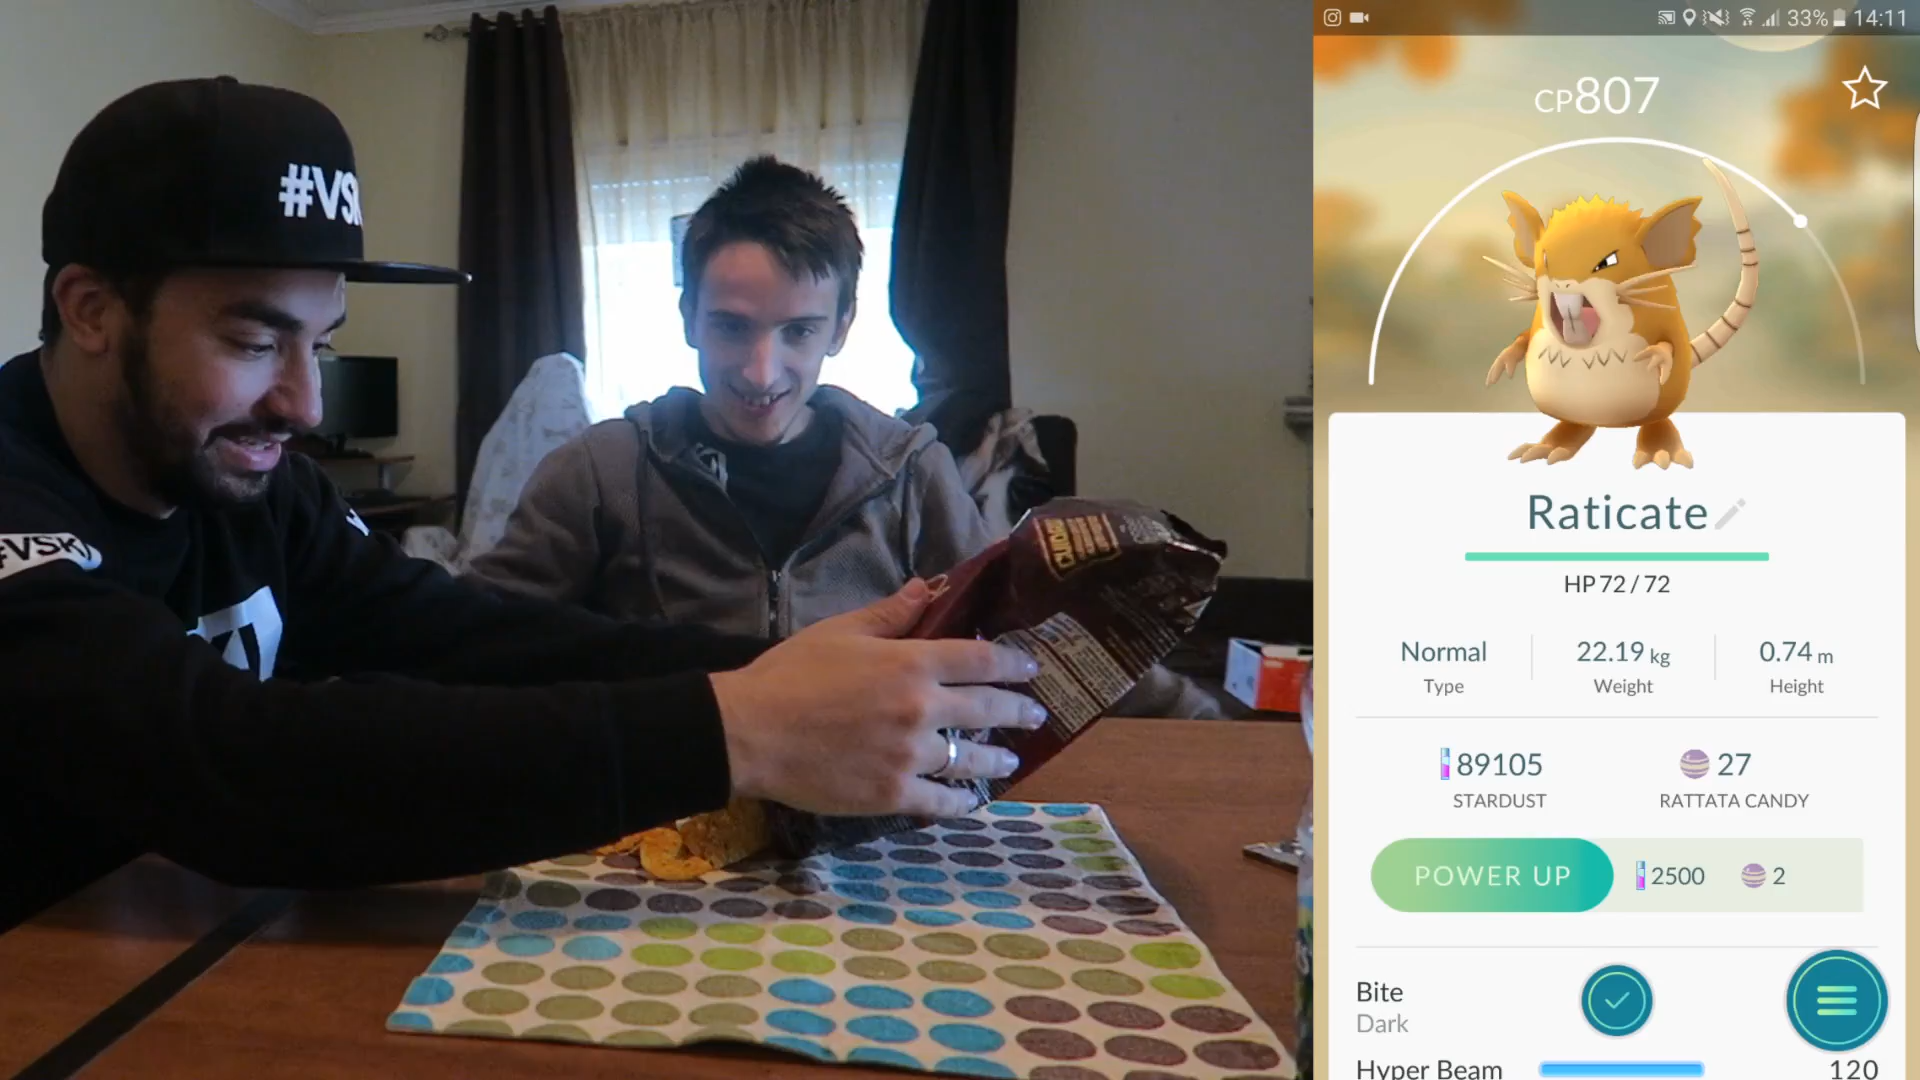 #VSK
#VSK
33% 14:11
CP807
Raticate
HP 72 / 72
Normal
Type
22.19 kg
Weight
0.74 m
Height
89105
STARDUST
27
RATTATA CANDY
POWER UP
2500
2
Bite
Dark
Hyper Beam
120